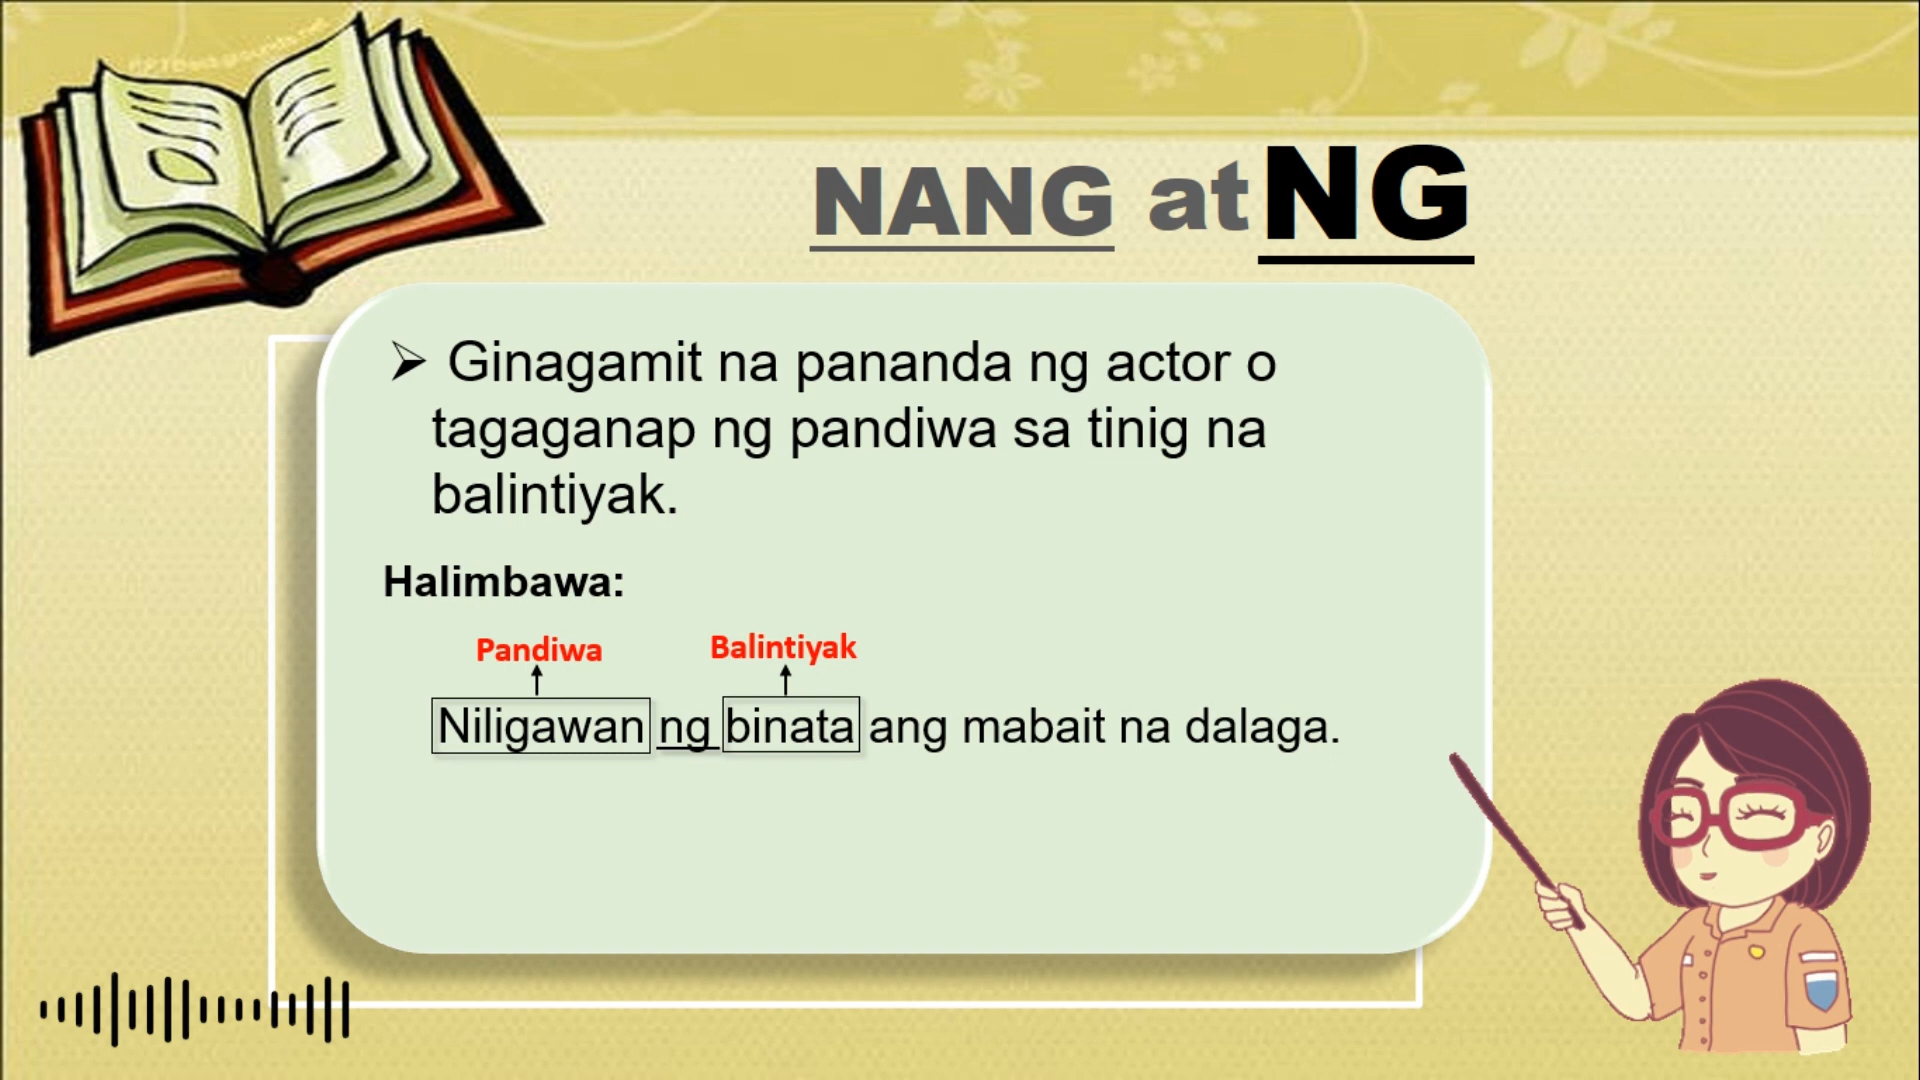 NANG at NG
➢ Ginagamit na pananda ng actor o
tagaganap ng pandiwa sa tinig na
balintiyak.
Halimbawa:
Pandiwa Balintiyak
Niligawan ng binata ang mabait na dalaga.